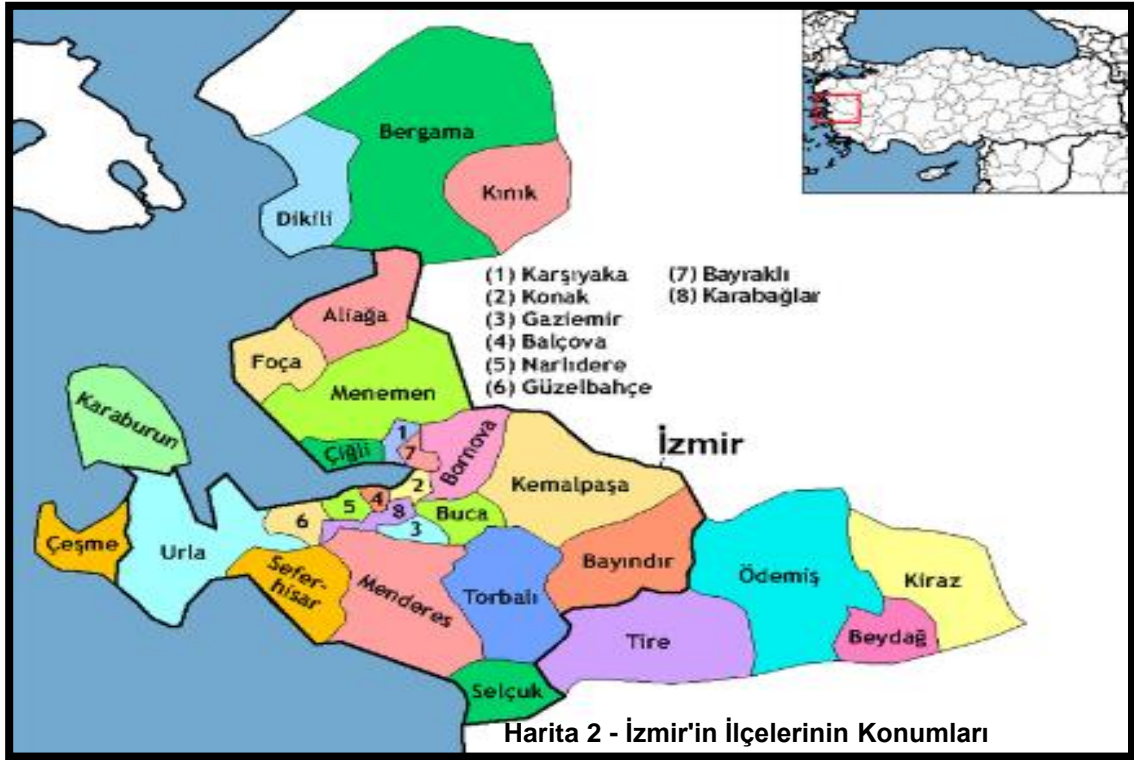 Bergama
Kınık
Dikili
(1) Karşıyaka
(2) Konak
(3) Gaziemir
(4) Balçova
(5) Narlıdere
(6) Güzelbahçe
(7) Bayraklı
(8) Karabağlar
Aliağa
Foça
Menemen
Karaburun
Çiğli
1
7
Bornova
İzmir
Kemalpaşa
2
4
5
8
6
3
Buca
Çeşme
Urla
Sefer-
hisar
Menderes
Torbalı
Bayındır
Ödemiş
Kiraz
Beydağ
Tire
Selçuk
Harita 2 - İzmir'in İlçelerinin Konumları